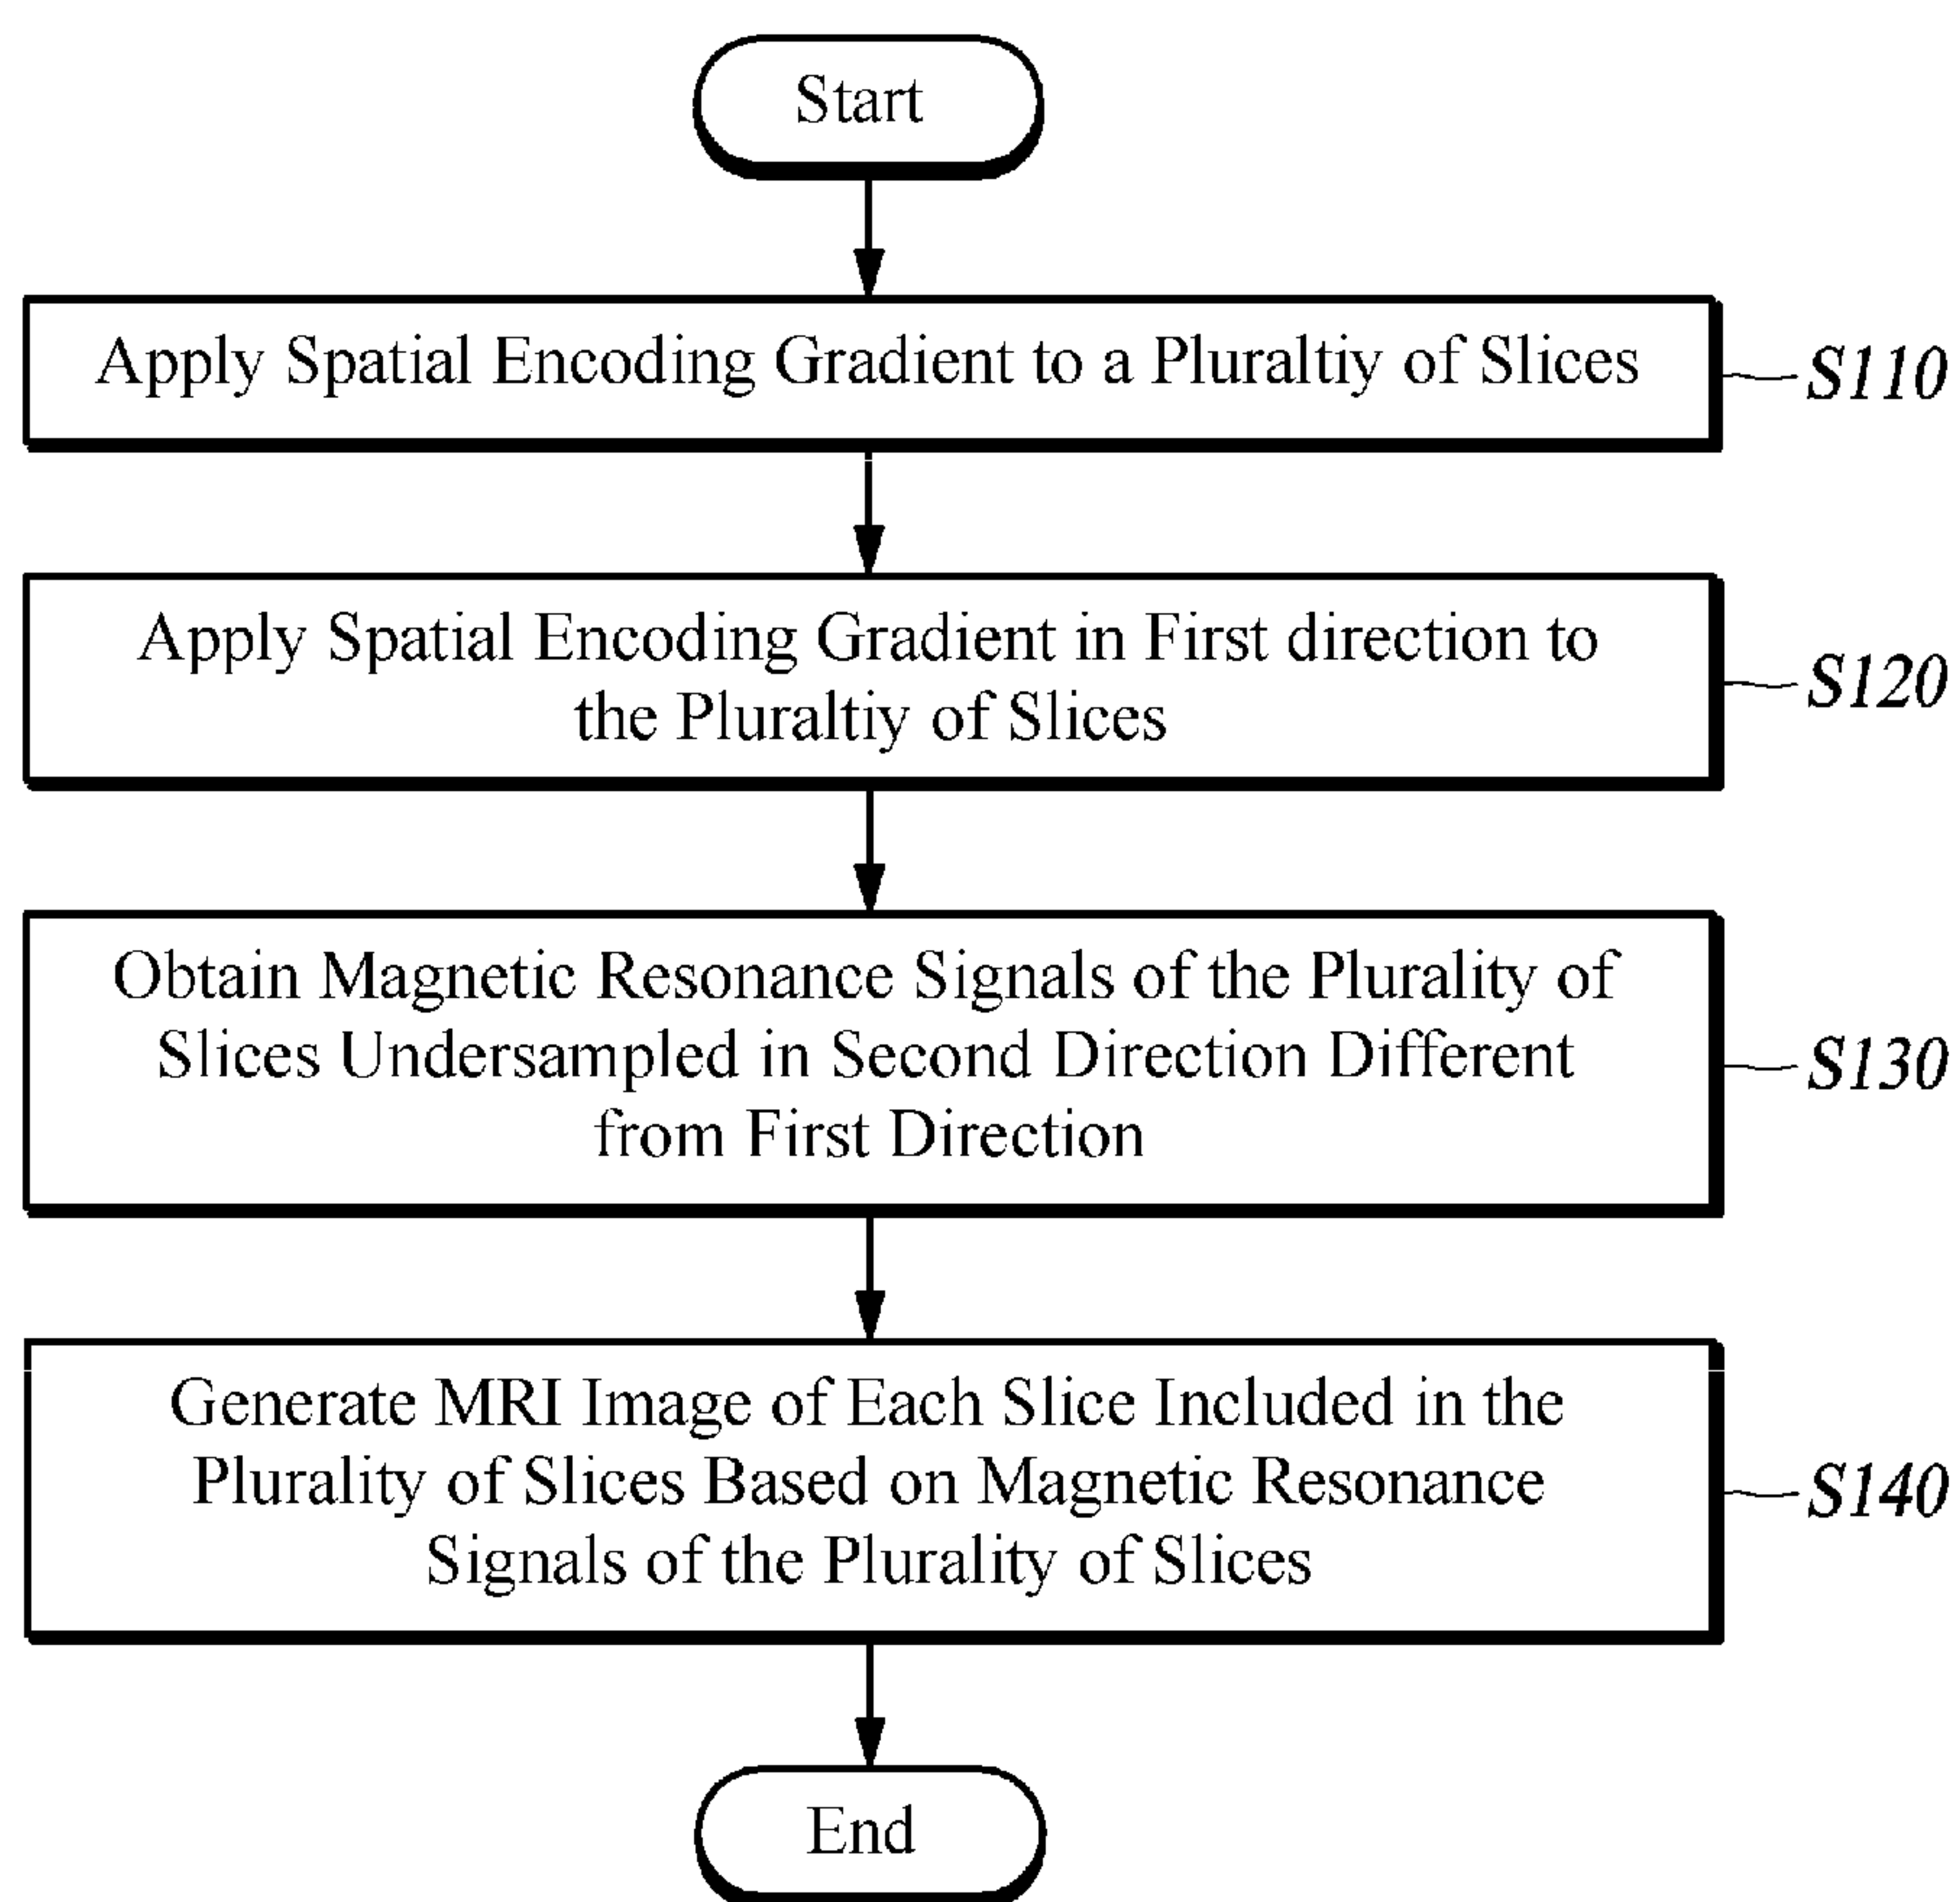 Start
Apply Spatial Encoding Gradient to a Pluraltiy of Slices
S110
Apply Spatial Encoding Gradient in First direction to
the Pluraltiy of Slices
S120
Obtain Magnetic Resonance Signals of the Plurality of
Slices Undersampled in Second Direction Different
from First Direction
S130
Generate MRI Image of Each Slice Included in the
Plurality of Slices Based on Magnetic Resonance
Signals of the Plurality of Slices
S140
End